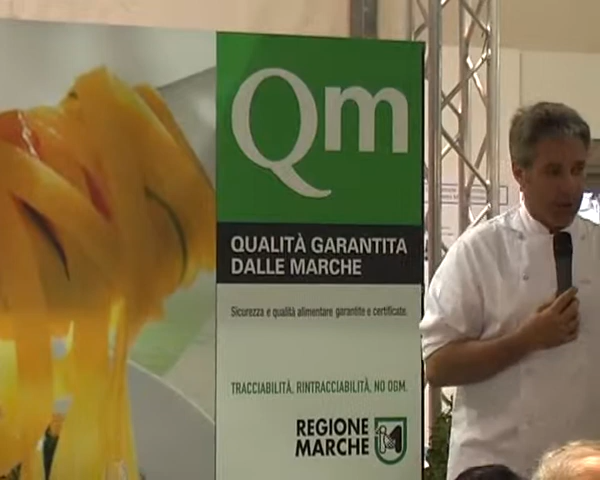 Qm
QUALITÀ GARANTITA
DALLE MARCHE
Sicurezza e qualità alimentare garantite e certificate.
TRACCIABILITÀ, RINTRACCIABILITÀ, NO OGM.
REGIONE
MARCHE